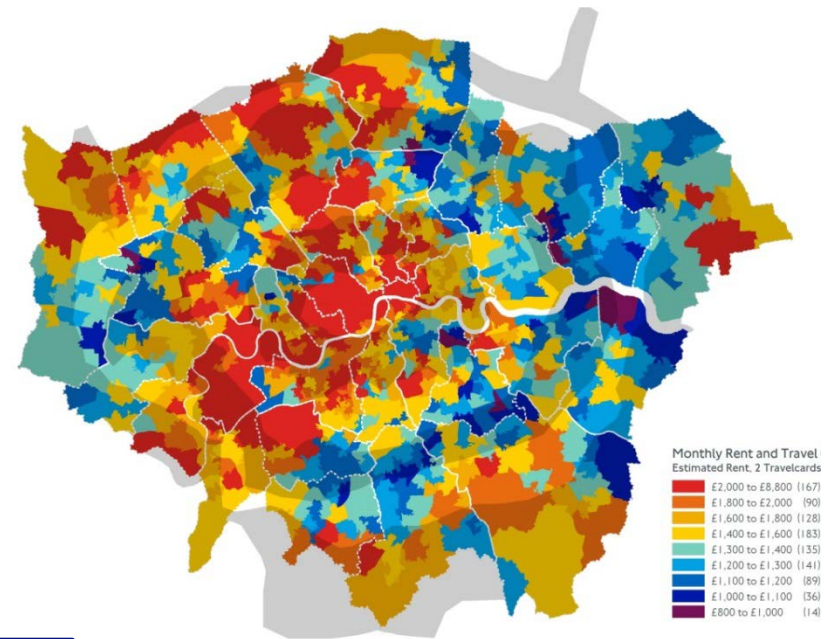 Monthly Rent and Travel
Estimated Rent, 2 Travelcards
£2,000 to £8,800 (167)
£1,800 to £2,000 (90)
£1,600 to £1,800 (128)
£1,400 to £1,600 (183)
£1,300 to £1,400 (135)
£1,200 to £1,300 (141)
£1,100 to £1,200 (89)
£1,000 to £1,100 (36)
£800 to £1,000 (14)